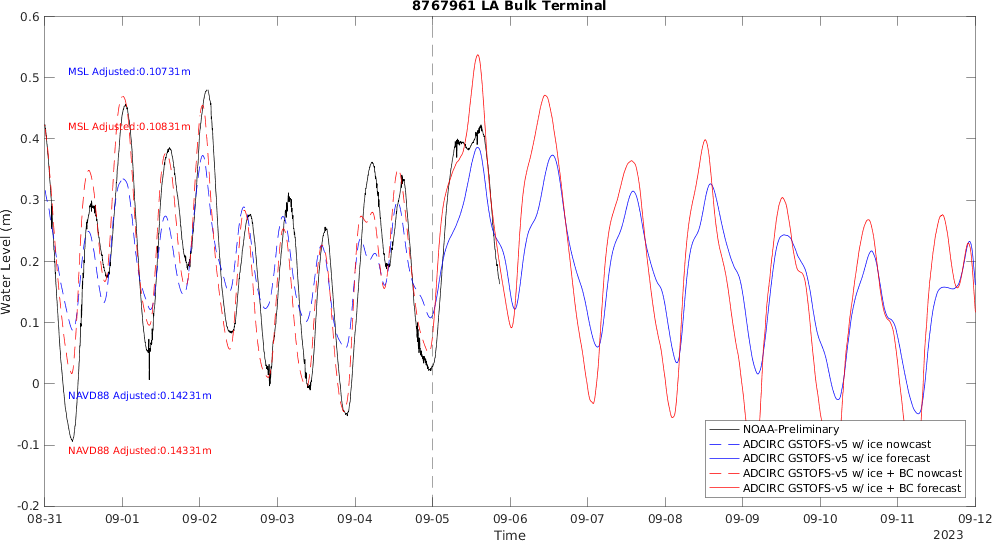 8767961 LA Bulk Terminal
0.6
0.5
0.4
0.3
0.2
0.1
0
-0.1
-0.2
Water Level (m)
MSL Adjusted:0.10731m
MSL Adjusted:0.10831m
NAVD88 Adjusted:0.14231m
NAVD88 Adjusted:0.14331m
NOAA-Preliminary
ADCIRC GSTOFS-v5 w/ ice nowcast
ADCIRC GSTOFS-v5 w/ ice forecast
ADCIRC GSTOFS-v5 w/ ice + BC nowcast
ADCIRC GSTOFS-v5 w/ ice + BC forecast
08-31 09-01 09-02 09-03 09-04 09-05 09-06 09-07 09-08 09-09 09-10 09-11 09-12
Time
2023